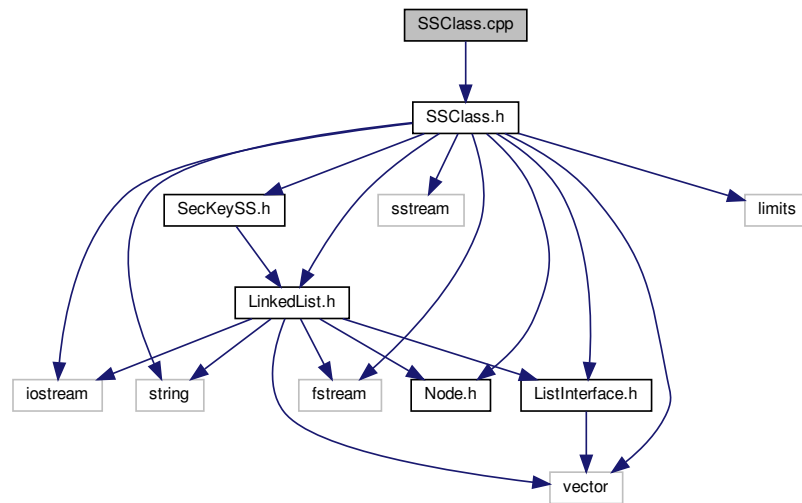 SSClass.cpp
SSClass.h
SecKeySS.h
sstream
limits
LinkedList.h
iostream
string
fstream
Node.h
ListInterface.h
vector